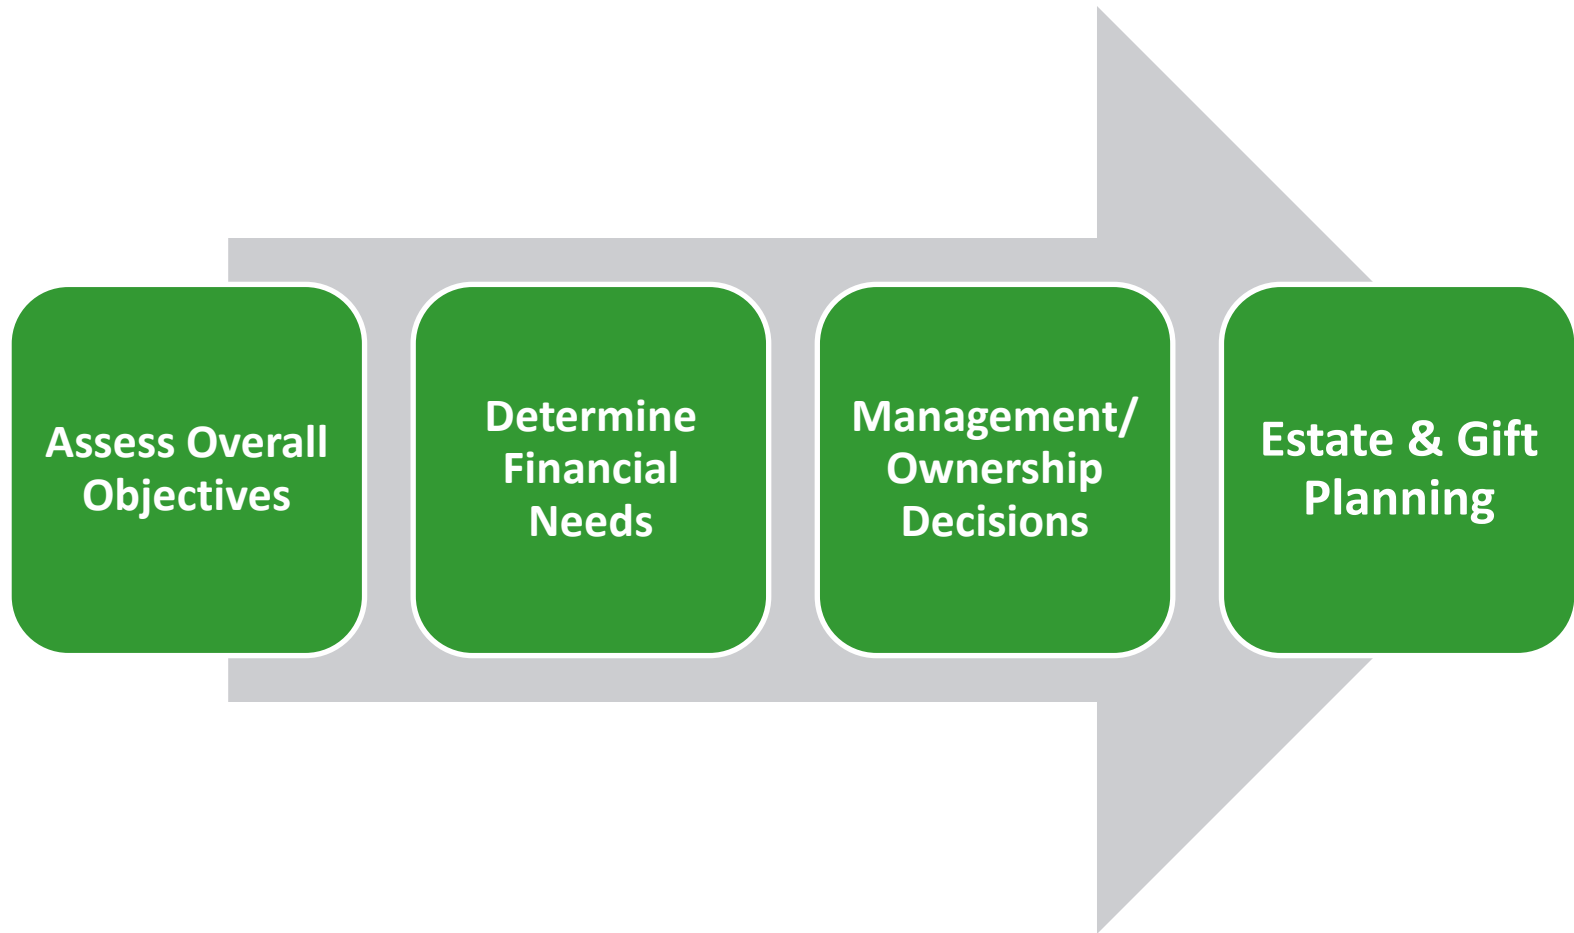 Assess Overall
Objectives
Determine
Financial
Needs
Management/
Ownership
Decisions
Estate & Gift
Planning